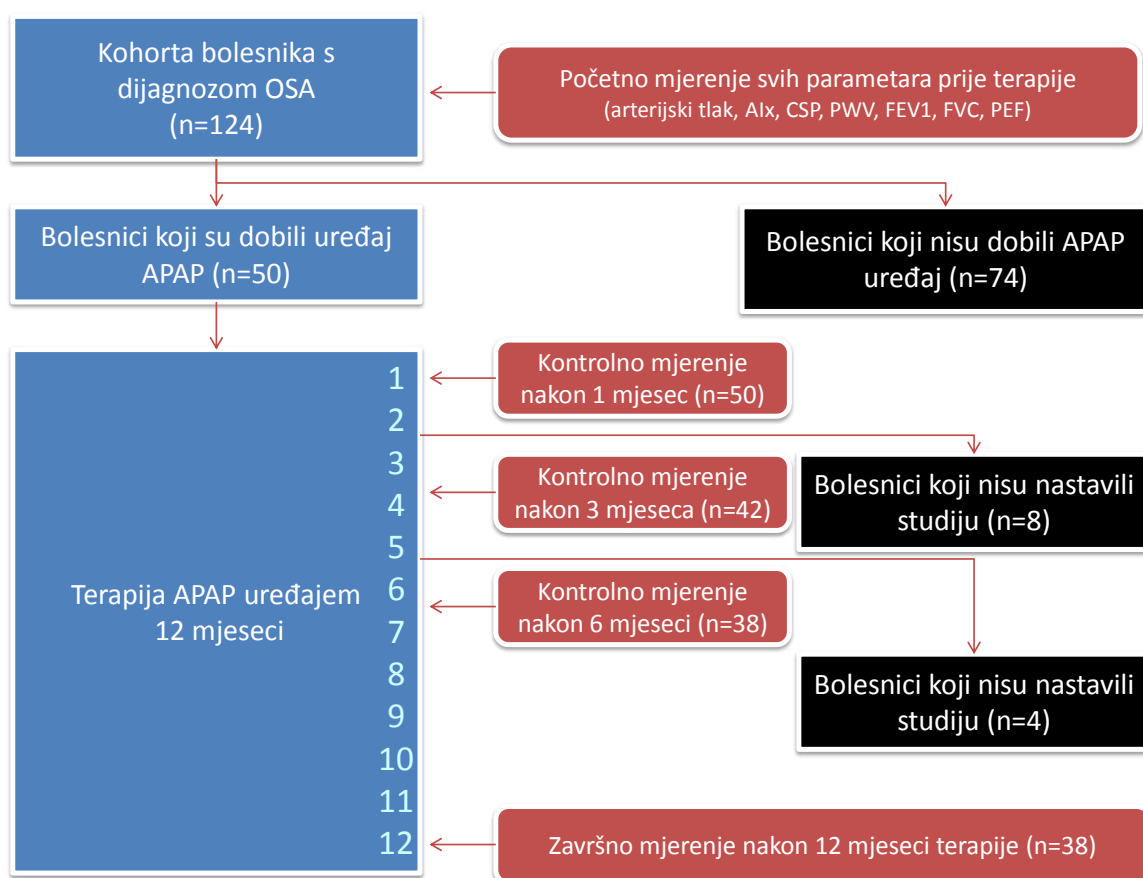 Kohorta bolesnika s
dijagnozom OSA
(n=124)
Početno mjerenje svih parametara prije terapije
(arterijski tlak, AIx, CSP, PWV, FEV1, FVC, PEF)
Bolesnici koji su dobili uređaj
APAP (n=50)
Bolesnici koji nisu dobili APAP
uređaj (n=74)
Terapija APAP uređajem
12 mjeseci
1
2
3
4
5
6
7
8
9
10
11
12
Kontrolno mjerenje
nakon 1 mjesec (n=50)
Kontrolno mjerenje
nakon 3 mjeseca (n=42)
Bolesnici koji nisu nastavili
studiju (n=8)
Kontrolno mjerenje
nakon 6 mjeseci (n=38)
Bolesnici koji nisu nastavili
studiju (n=4)
Završno mjerenje nakon 12 mjeseci terapije (n=38)